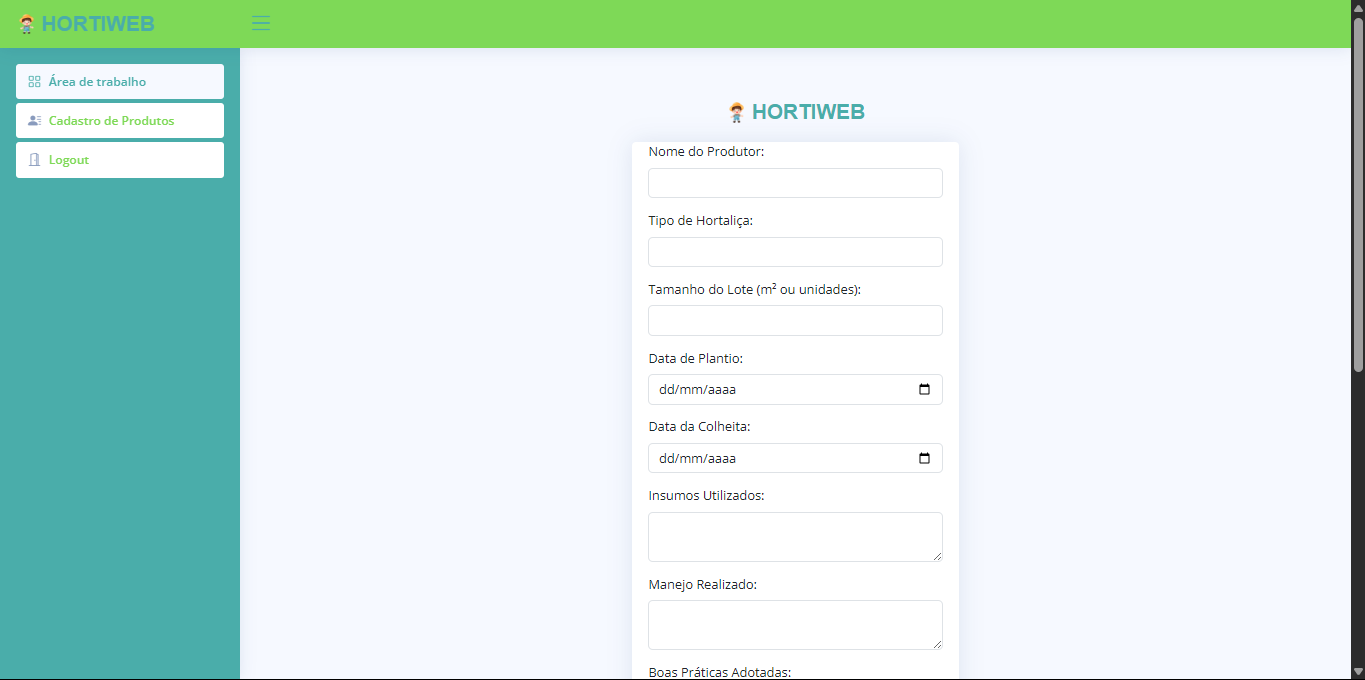 HORTIWEB
Área de trabalho
Cadastro de Produtos
Logout
HORTIWEB
Nome do Produtor:
Tipo de Hortaliça:
Tamanho do Lote (m² ou unidades):
Data de Plantio:
dd/mm/aaaa
Data da Colheita:
dd/mm/aaaa
Insumos Utilizados:
Manejo Realizado:
Boas Práticas Adotadas: